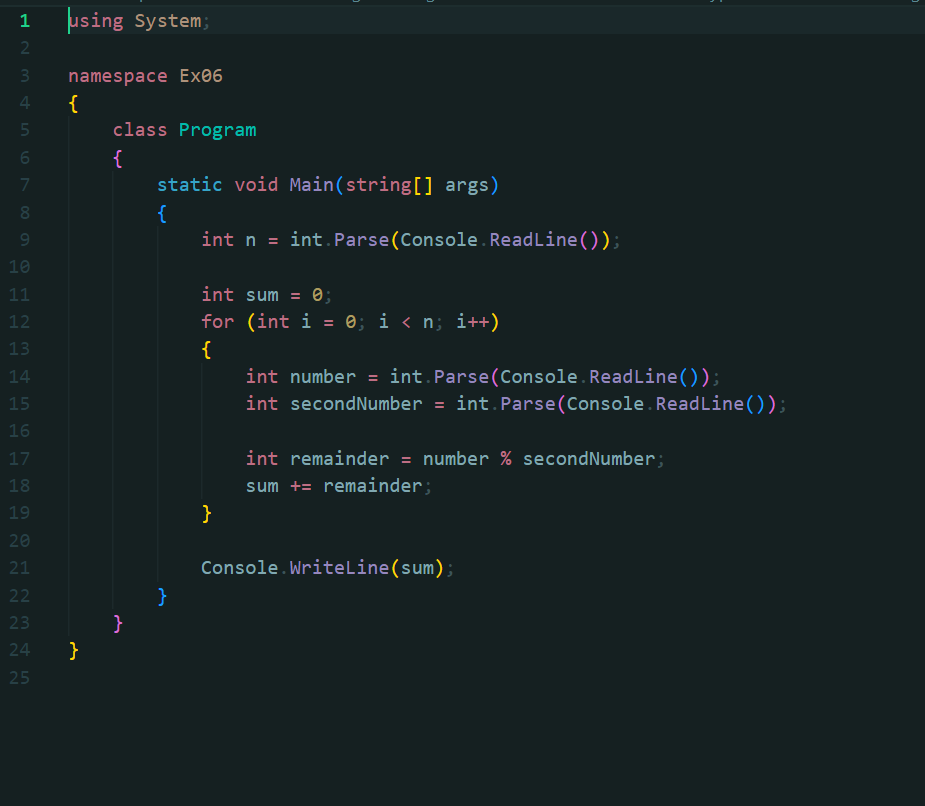 1 using System;
2
3 namespace Ex06
4 {
5 class Program
6 {
7 static void Main(string[] args)
8 {
9 int n = int.Parse(Console.ReadLine());
10
11 int sum = 0;
12 for (int i = 0; i < n; i++)
13 {
14 int number = int.Parse(Console.ReadLine());
15 int secondNumber = int.Parse(Console.ReadLine());
16
17 int remainder = number % secondNumber;
18 sum += remainder;
19 }
20
21 Console.WriteLine(sum);
22 }
23 }
24 }
25